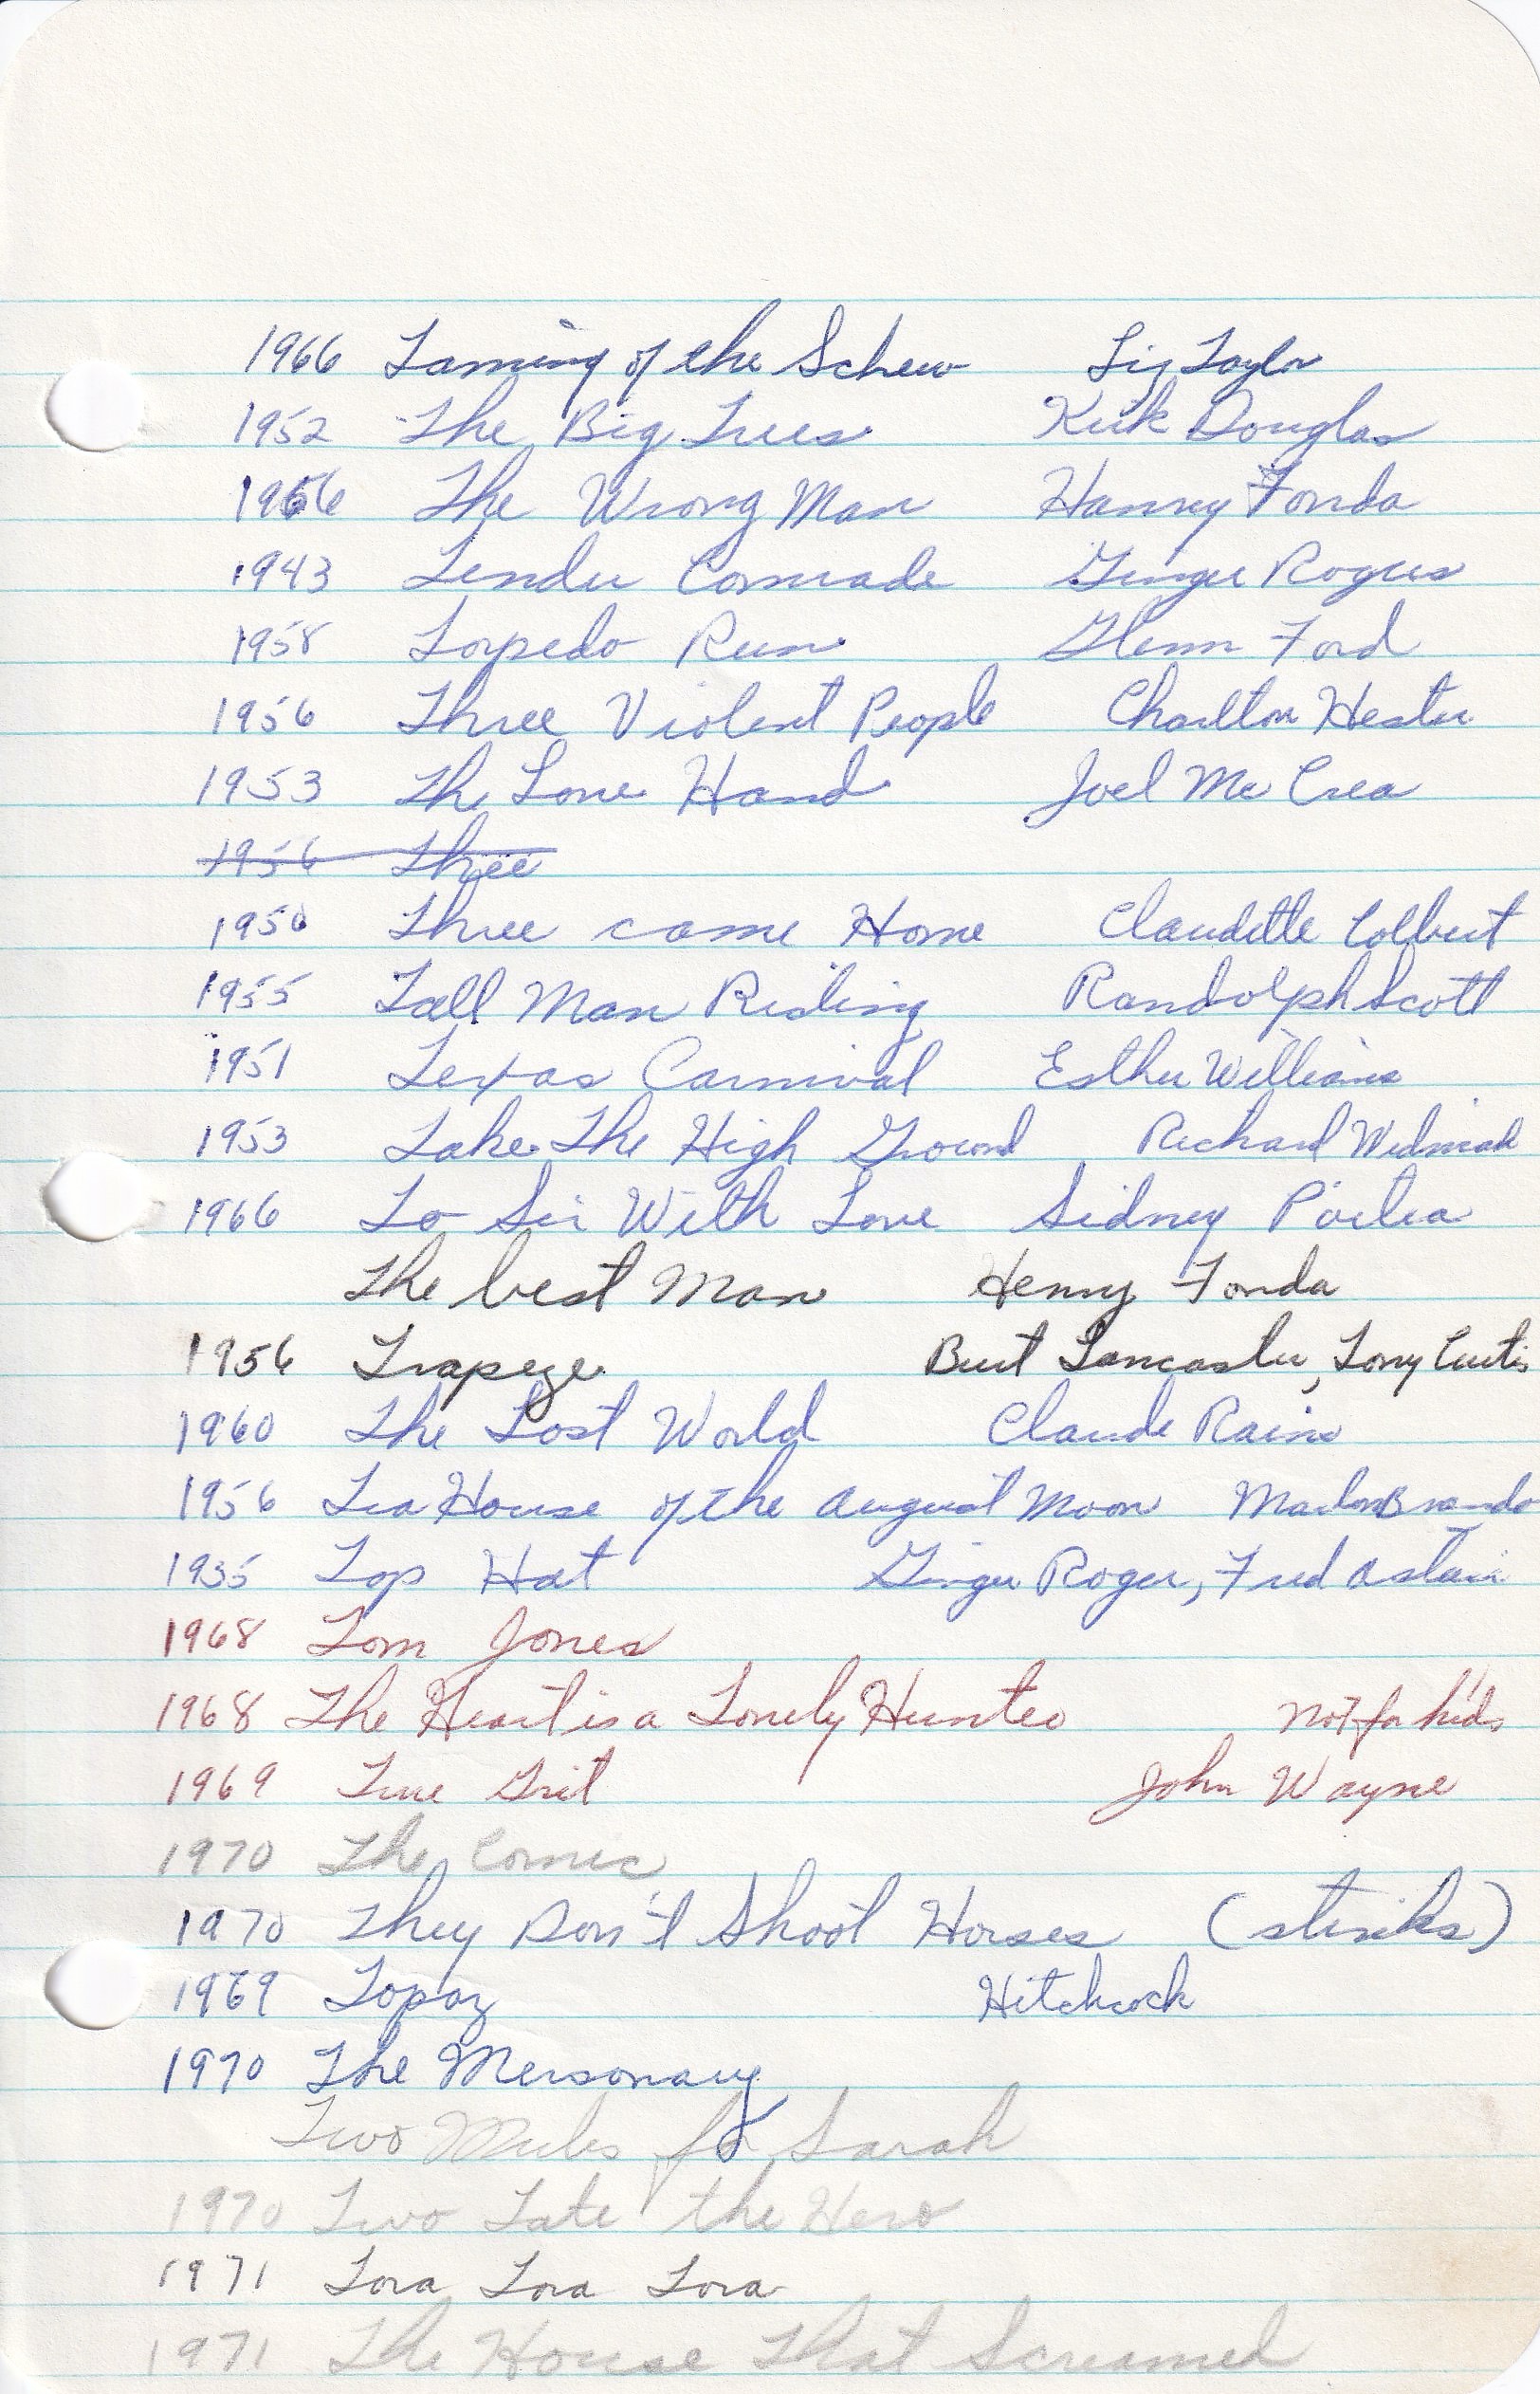 1966 Taming of the Schew Liz Taylor
1952 The Big Trees Kirk Douglas
1956 The Wrong Man Hanry Fonda
1943 Tender Comrade Ginger Rogers
1958 Torpedo Run Glenn Ford
1956 Three Violent People Charlton Hester
1953 Th Lone Hand Joel McCrea
1956 Three
1950 Three came Home Claudette Colbert
1955 Tall Man Riding Randolph Scott
1951 Texas Carnival Esther Williams
1953 Take The High Ground Richard Widmark
1966 To Sir With Love Sidney Poitea
The best Man Henry Fonda
1956 Trapeze Burt Lancaster, Tony Curtis
1960 The Lost World Claude Rains
1956 Tea House of the August Moon Marlon Brando
1935 Top Hat Ginger Roger, Fred Astair
1968 Tom Jones
1968 The Heart is a Lonely Hunter Not for kids
1969 True Grit John Wayne
1970 The Comic
1970 They Don't Shoot Horses (stinks)
1969 Topaz Hitchcock
1970 The Mersonary
Two Mules for Sarah
1970 Two Late the Hero
1971 Tora Tora Tora
1971 The House That Screamed